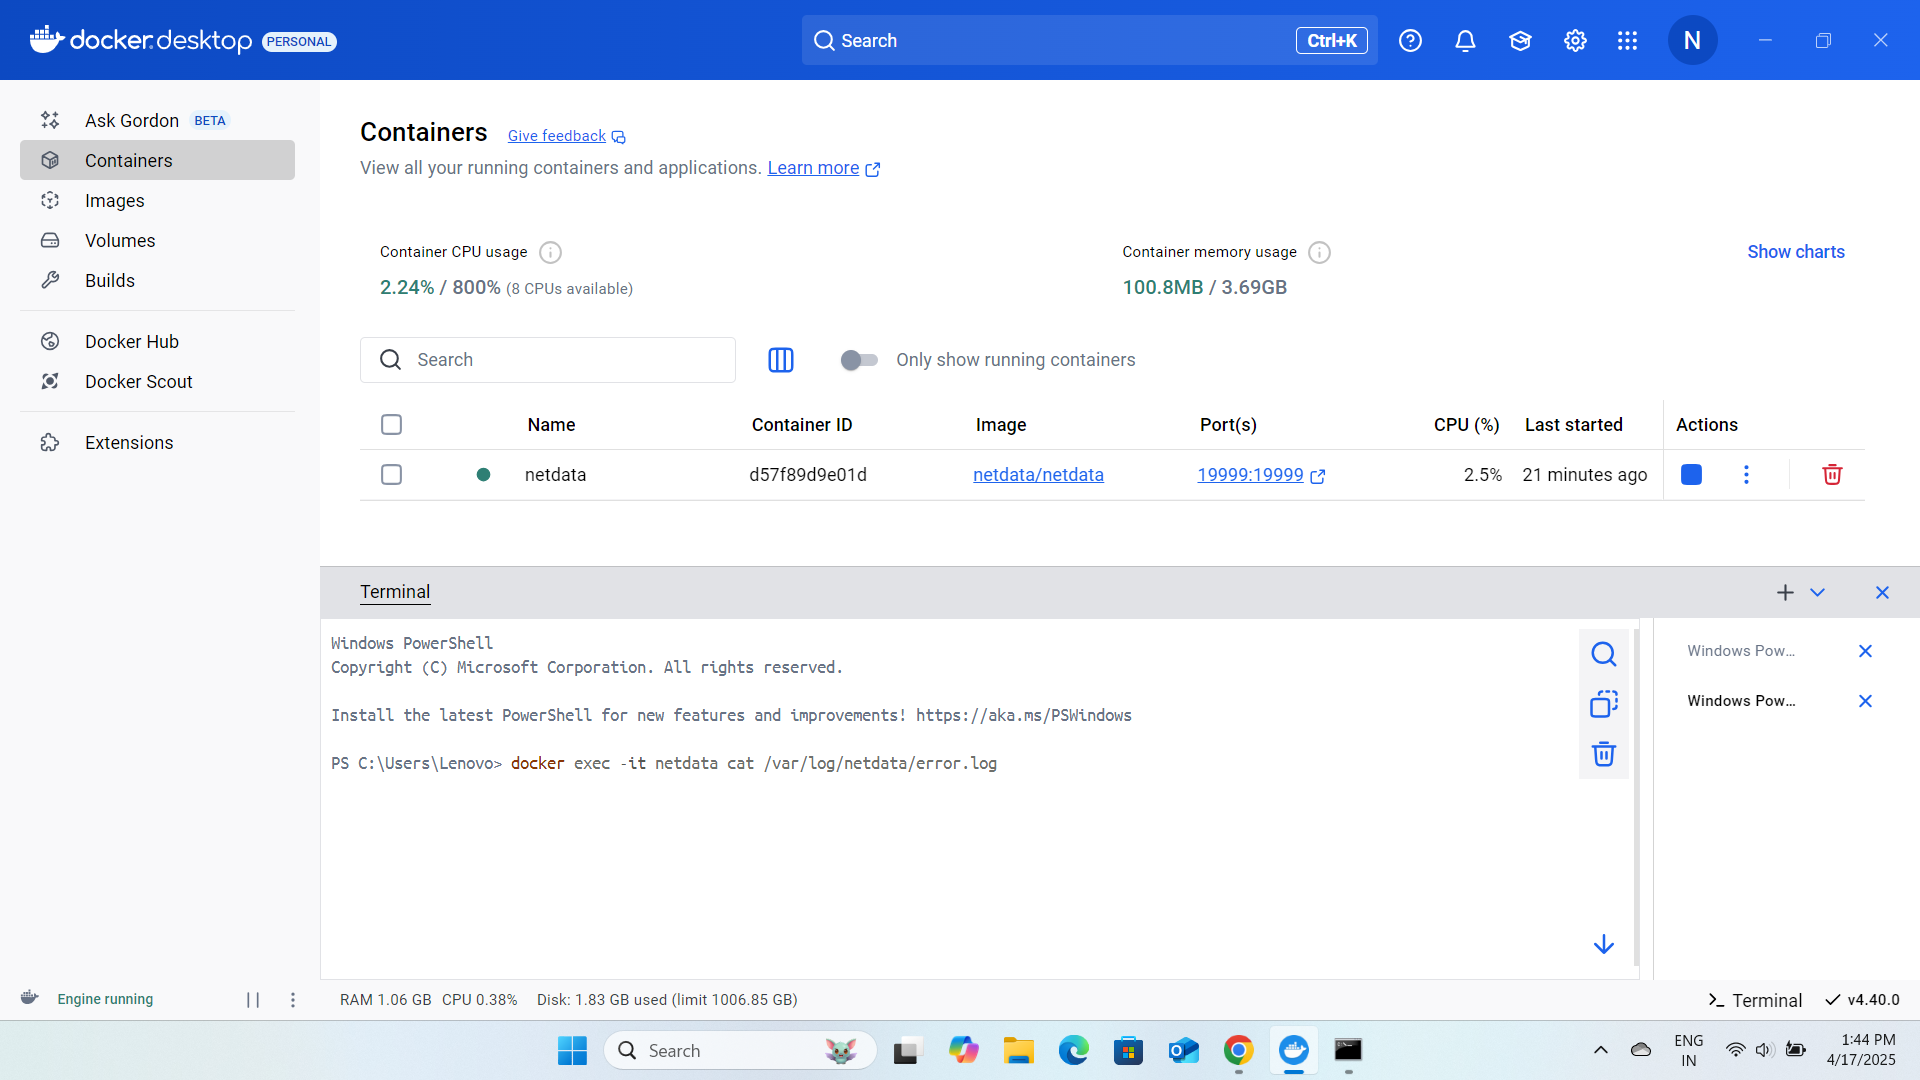 docker.desktop PERSONAL
Search
Ctrl+K
N
Ask Gordon BETA
Containers
Images
Volumes
Builds
Docker Hub
Docker Scout
Extensions
Containers Give feedback
View all your running containers and applications. Learn more
Container CPU usage
2.24% / 800% (8 CPUs available)
Container memory usage
100.8MB / 3.69GB
Show charts
Search
Only show running containers
Name Container ID Image Port(s) CPU (%) Last started Actions
netdata d57f89d9e01d netdata/netdata 19999:19999 2.5% 21 minutes ago
Terminal
Windows PowerShell
Copyright (C) Microsoft Corporation. All rights reserved.
Install the latest PowerShell for new features and improvements! https://aka.ms/PSWindows
PS C:\Users\Lenovo> docker exec -it netdata cat /var/log/netdata/error.log
Windows Pow...
Windows Pow...
Engine running
RAM 1.06 GB CPU 0.38% Disk: 1.83 GB used (limit 1006.85 GB)
Terminal
v4.40.0
Search
ENG
IN
1:44 PM
4/17/2025